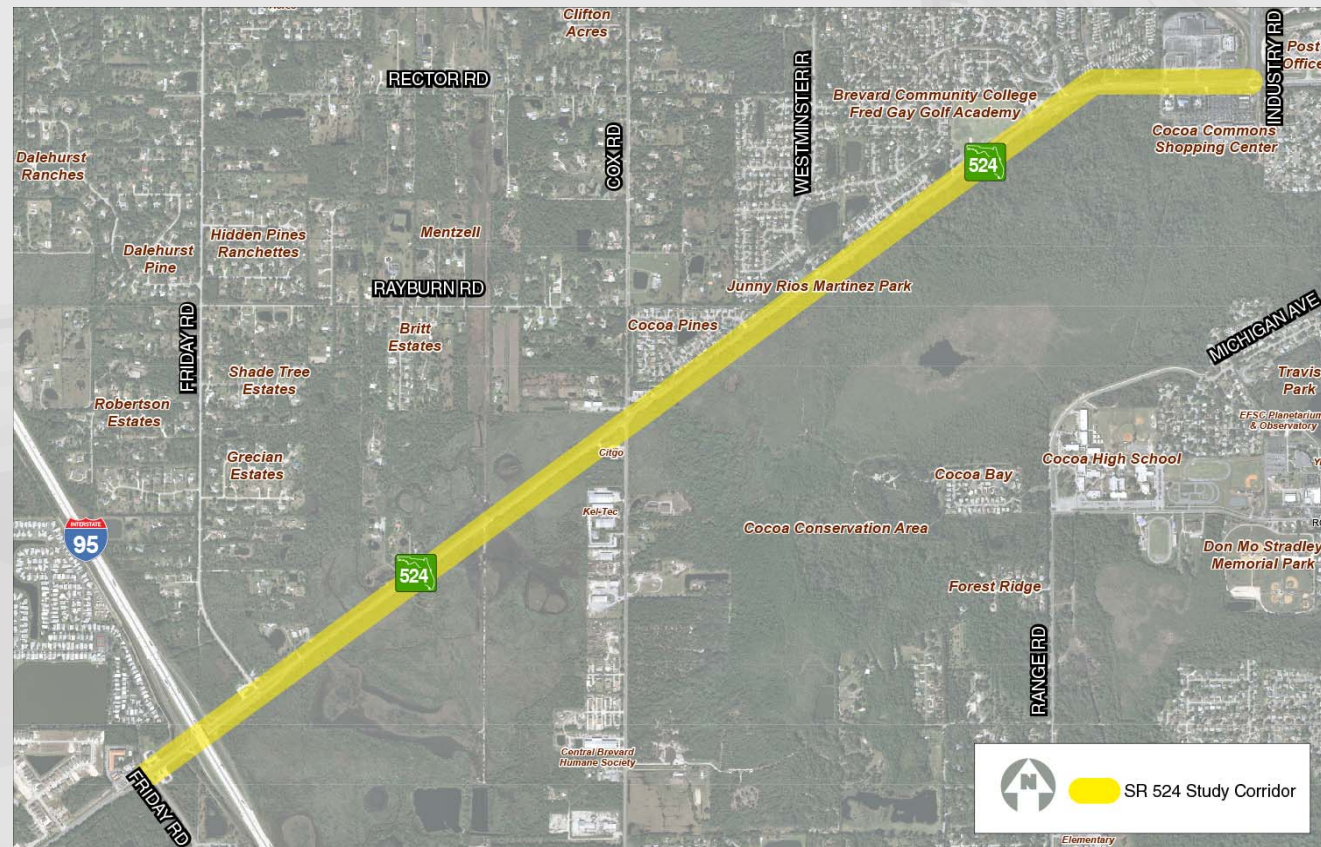 Clifton
Acres
RECTOR RD
WESTMINSTER R
INDUSTRY RD
Post
Office
Brevard Community College
Fred Gay Golf Academy
Cocoa Commons
Shopping Center
COX RD
524
Dalehurst
Ranches
Hidden Pines
Ranchettes
Mentzell
Dalehurst
Pine
RAYBURN RD
Junny Rios Martinez Park
FRIDAY RD
Britt
Estates
Cocoa Pines
MICHIGAN AVE
Shade Tree
Estates
Travis
Park
Robertson
Estates
EFSC Planetarium
& Observatory
Grecian
Estates
Citgo
Cocoa High School
Cocoa Bay
Kel-Tec
INTERSTATE
95
Cocoa Conservation Area
524
Don Mo Stradley
Memorial Park
Forest Ridge
RANGE RD
Central Brevard
Humane Society
FRIDAY RD
N
SR 524 Study Corridor
Elementary